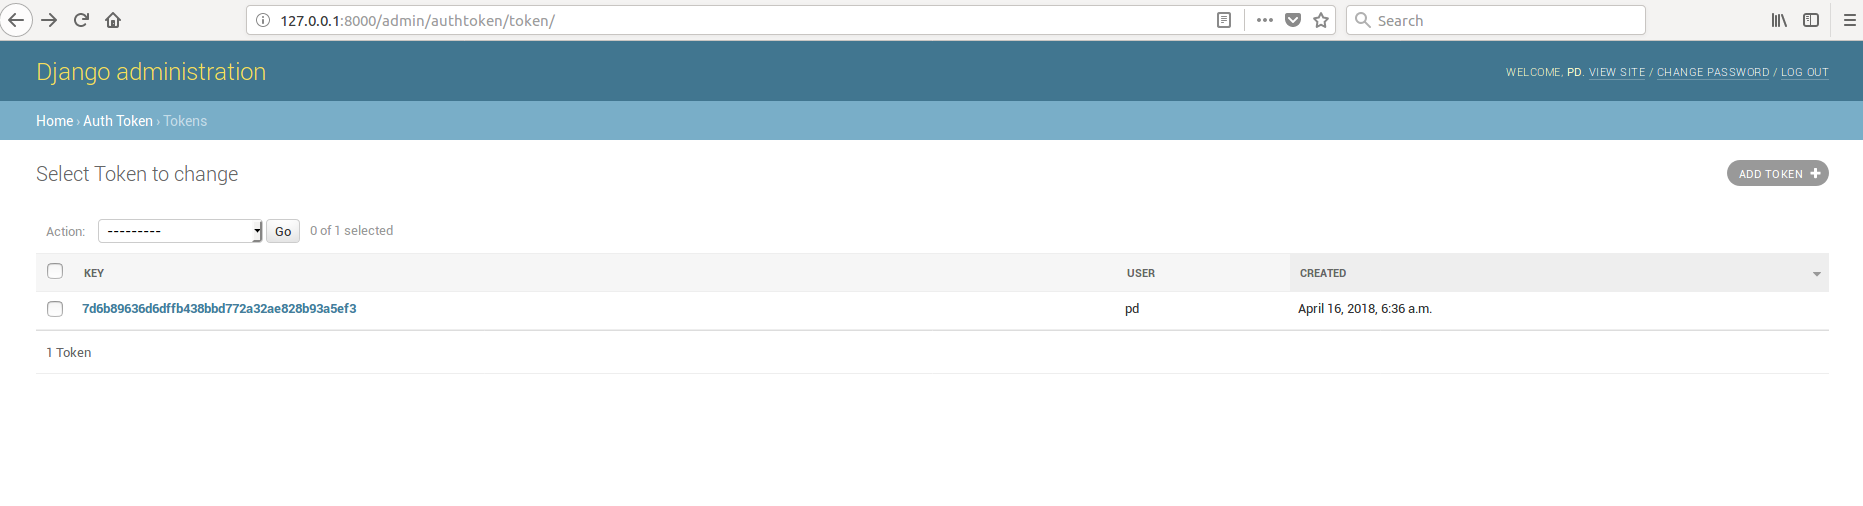 127.0.0.1:8000/admin/authtoken/token/
Search
Django administration
WELCOME, PD. VIEW SITE / CHANGE PASSWORD / LOG OUT
Home › Auth Token › Tokens
Select Token to change
ADD TOKEN
Action: --------- Go 0 of 1 selected
KEY USER CREATED
7d6b89636d6dffb438bbd772a32ae828b93a5ef3 pd April 16, 2018, 6:36 a.m.
1 Token